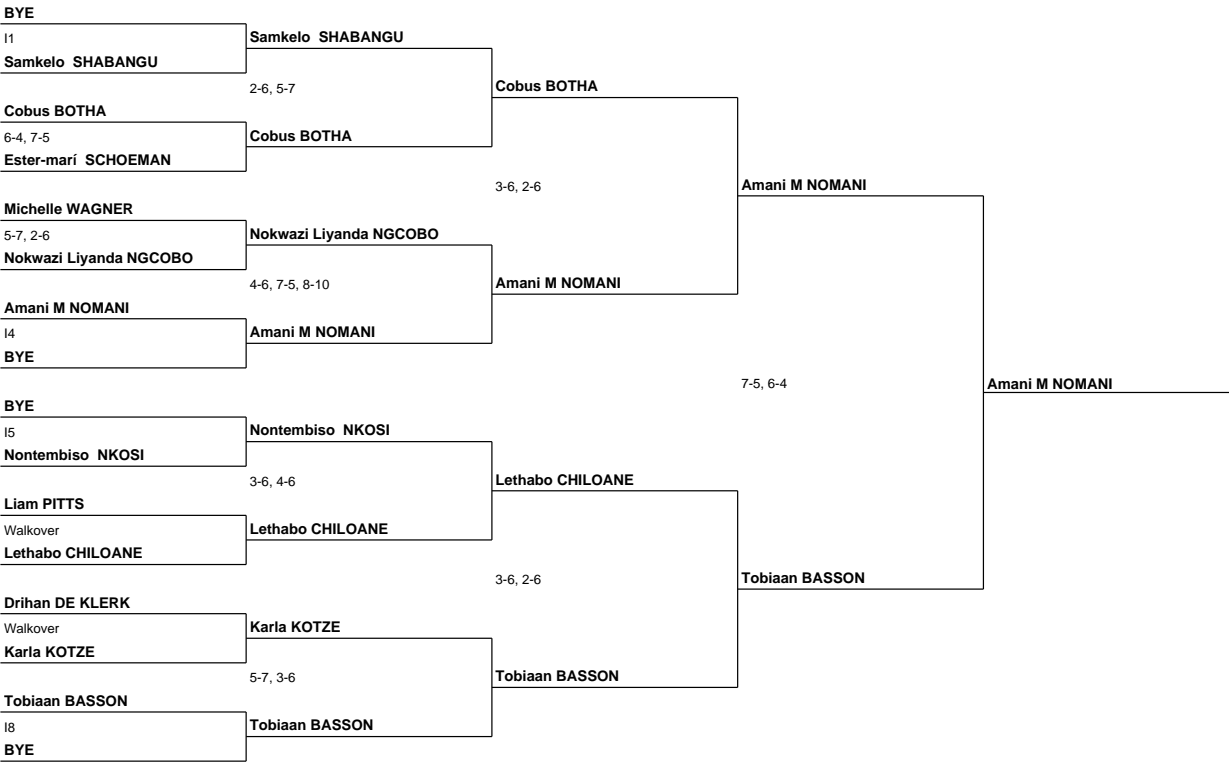 BYE
I1
Samkelo SHABANGU
Cobus BOTHA
6-4, 7-5
Ester-marí SCHOEMAN
Michelle WAGNER
5-7, 2-6
Nokwazi Liyanda NGCOBO
Amani M NOMANI
I4
BYE
BYE
I5
Nontembiso NKOSI
Liam PITTS
Walkover
Lethabo CHILOANE
Drihan DE KLERK
Walkover
Karla KOTZE
Tobiaan BASSON
I8
BYE
Samkelo SHABANGU
2-6, 5-7
Cobus BOTHA
Nokwazi Liyanda NGCOBO
4-6, 7-5, 8-10
Amani M NOMANI
Nontembiso NKOSI
3-6, 4-6
Lethabo CHILOANE
Karla KOTZE
5-7, 3-6
Tobiaan BASSON
Cobus BOTHA
3-6, 2-6
Amani M NOMANI
Lethabo CHILOANE
3-6, 2-6
Tobiaan BASSON
Amani M NOMANI
7-5, 6-4
Tobiaan BASSON
Amani M NOMANI